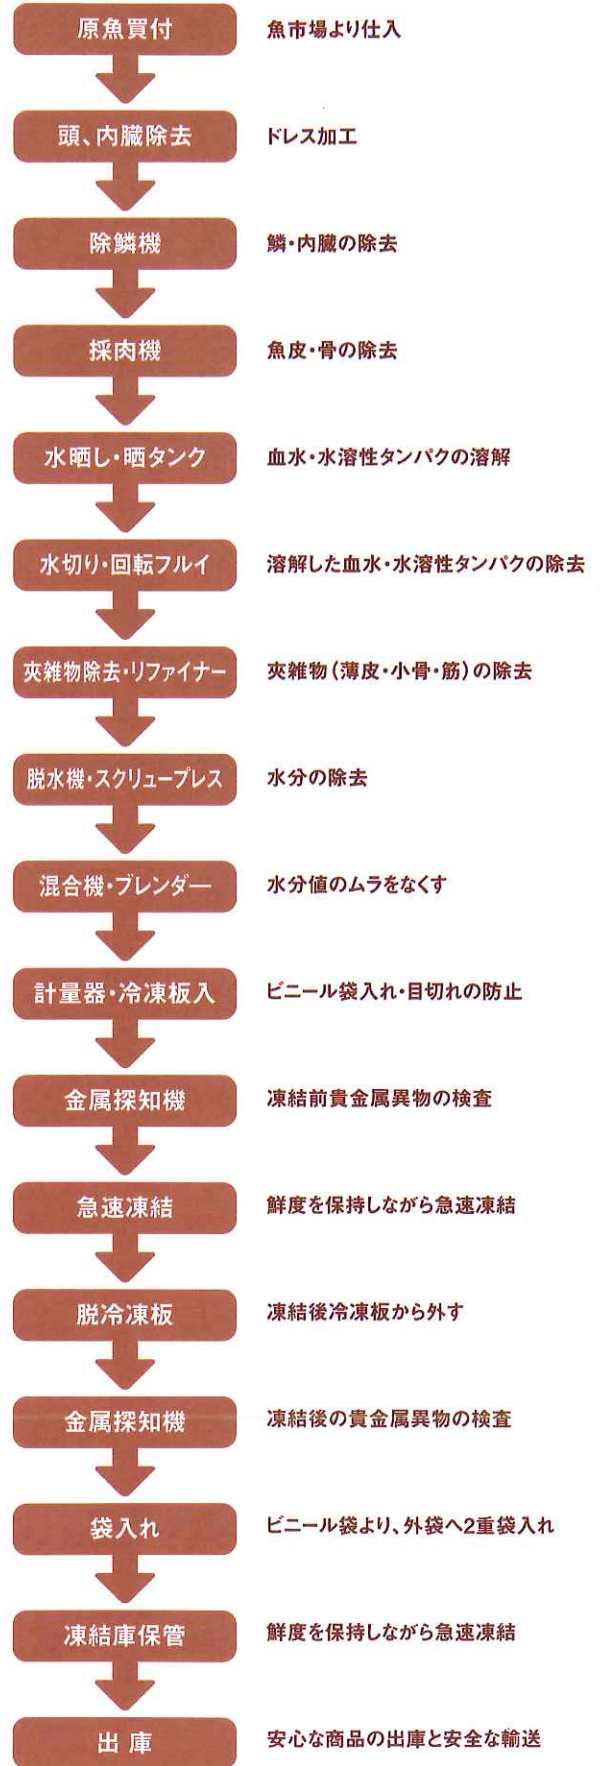 原魚買付 魚市場より仕入
頭、内臓除去 ドレス加工
除鱗機 鱗・内臓の除去
採肉機 魚皮・骨の除去
水晒し・晒タンク 血水・水溶性タンパクの溶解
水切り・回転フルイ 溶解した血水・水溶性タンパクの除去
夾雑物除去・リファイナー 夾雑物(薄皮・小骨・筋)の除去
脱水機・スクリュープレス 水分の除去
混合機・ブレンダー 水分値のムラをなくす
計量器・冷凍板入 ビニール袋入れ・目切れの防止
金属探知機 凍結前貴金属異物の検査
急速凍結 鮮度を保持しながら急速凍結
脱冷凍板 凍結後冷凍板から外す
金属探知機 凍結後の貴金属異物の検査
袋入れ ビニール袋より、外袋へ2重袋入れ
凍結庫保管 鮮度を保持しながら急速凍結
出庫 安心な商品の出庫と安全な輸送